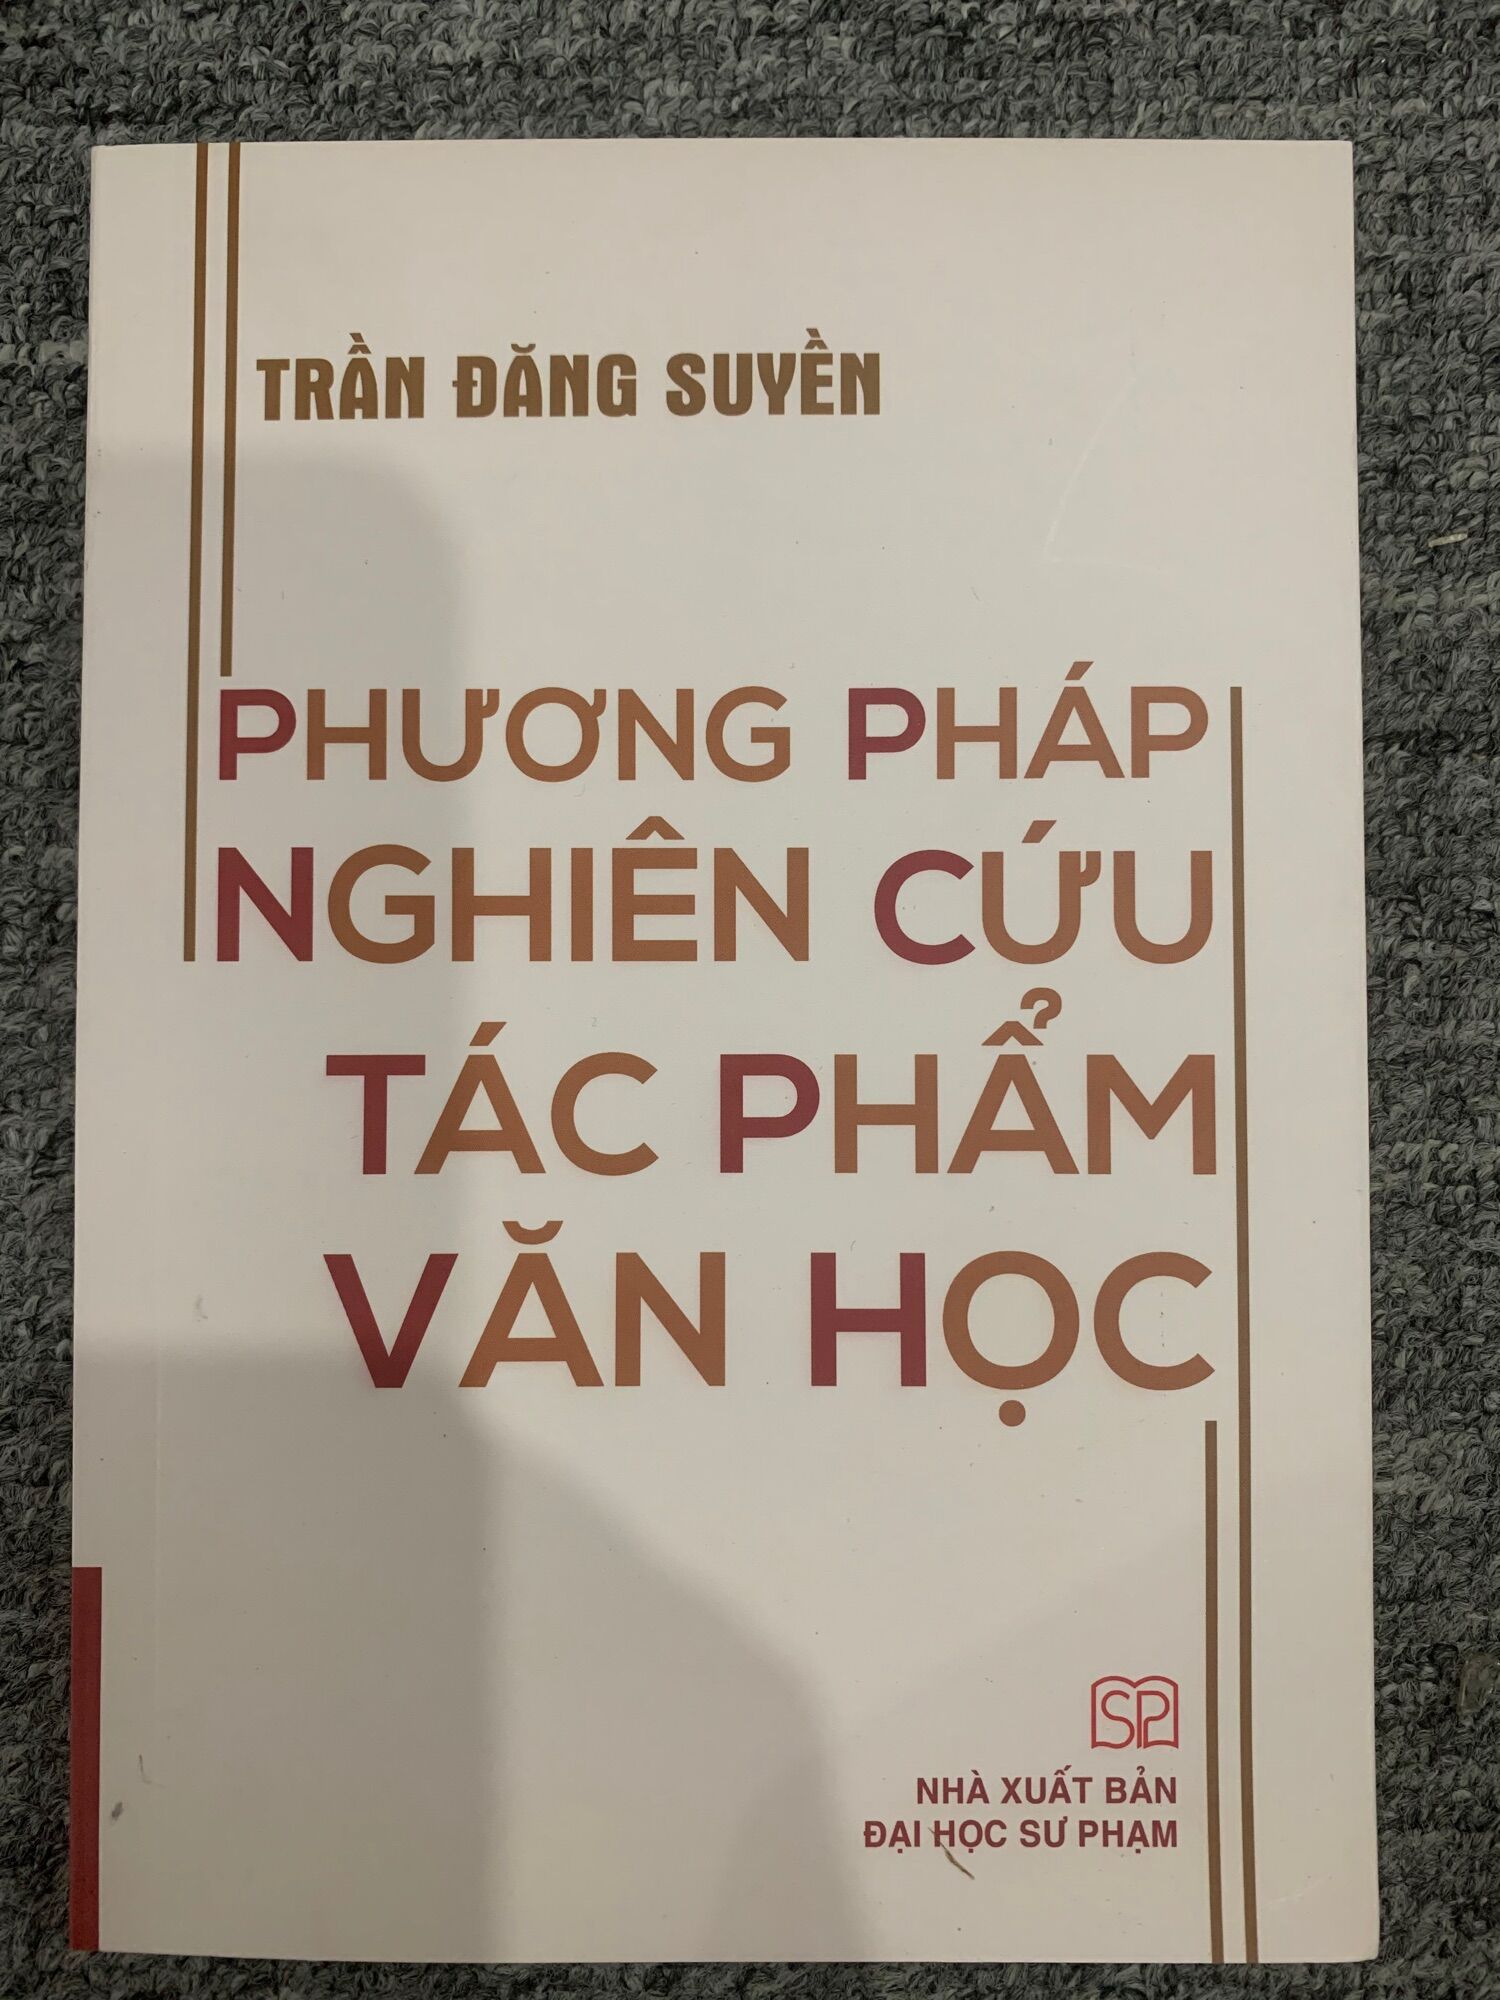 TRẦN ĐĂNG SUYỀN
PHƯƠNG PHÁP
NGHIÊN CỨU
TÁC PHẨM
VĂN HỌC
SP
NHÀ XUẤT BẢN
ĐẠI HỌC SƯ PHẠM